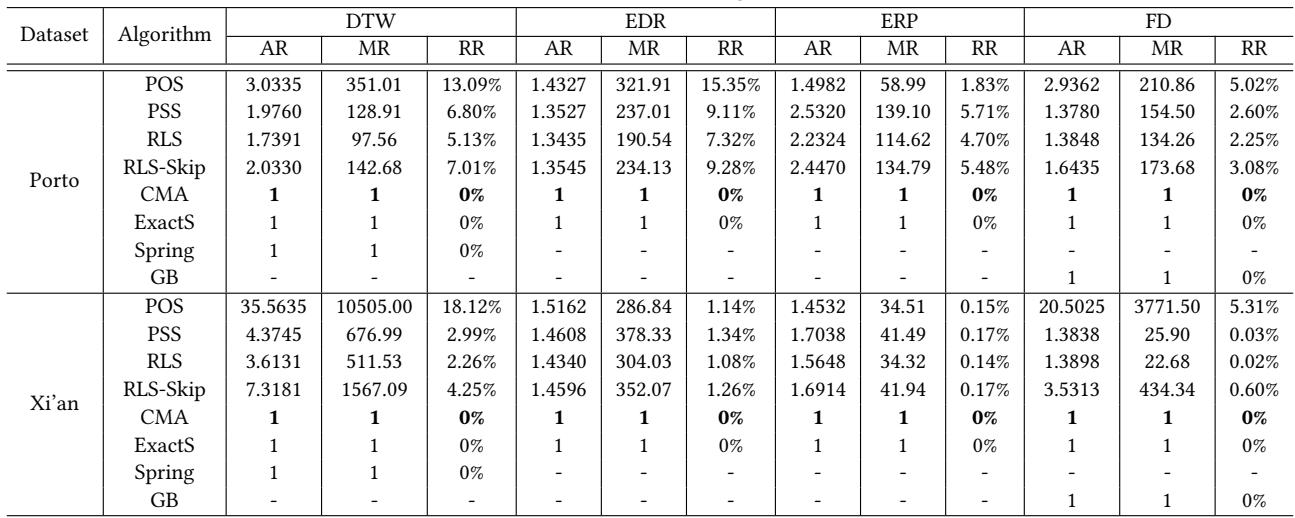 Dataset Algorithm DTW EDR ERP FD
AR MR RR AR MR RR AR MR RR AR MR RR
Porto
POS 3.0335 351.01 13.09% 1.4327 321.91 15.35% 1.4982 58.99 1.83% 2.9362 210.86 5.02%
PSS 1.9760 128.91 6.80% 1.3527 237.01 9.11% 2.5320 139.10 5.71% 1.3780 154.50 2.60%
RLS 1.7391 97.56 5.13% 1.3435 190.54 7.32% 2.2324 114.62 4.70% 1.3848 134.26 2.25%
RLS-Skip 2.0330 142.68 7.01% 1.3545 234.13 9.28% 2.4470 134.79 5.48% 1.6435 173.68 3.08%
CMA 1 1 0% 1 1 0% 1 1 0% 1 1 0%
ExactS 1 1 0% 1 1 0% 1 1 0% 1 1 0%
Spring 1 1 0% - - - - - - - - -
GB - - - - - - - - - 1 1 0%
Xi'an
POS 35.5635 10505.00 18.12% 1.5162 286.84 1.14% 1.4532 34.51 0.15% 20.5025 3771.50 5.31%
PSS 4.3745 676.99 2.99% 1.4608 378.33 1.34% 1.7038 41.49 0.17% 1.3838 25.90 0.03%
RLS 3.6131 511.53 2.26% 1.4340 304.03 1.08% 1.5648 34.32 0.14% 1.3898 22.68 0.02%
RLS-Skip 7.3181 1567.09 4.25% 1.4596 352.07 1.26% 1.6914 41.94 0.17% 3.5313 434.34 0.60%
CMA 1 1 0% 1 1 0% 1 1 0% 1 1 0%
ExactS 1 1 0% 1 1 0% 1 1 0% 1 1 0%
Spring 1 1 0% - - - - - - - - -
GB - - - - - - - - - 1 1 0%